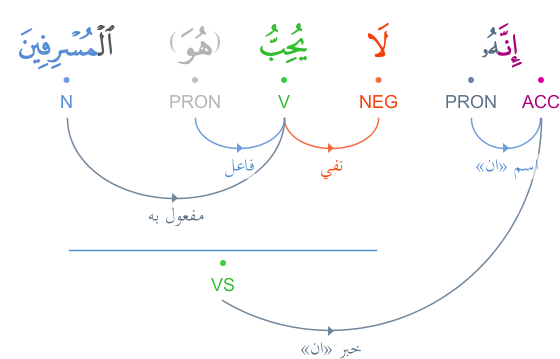 إِنَّهُۥ لَا يُحِبُّ (هُوَ) ٱلْمُسْرِفِينَ
ACC PRON NEG V PRON N
اسم «ان» نفي فاعل
مفعول به
VS
خبر «ان»